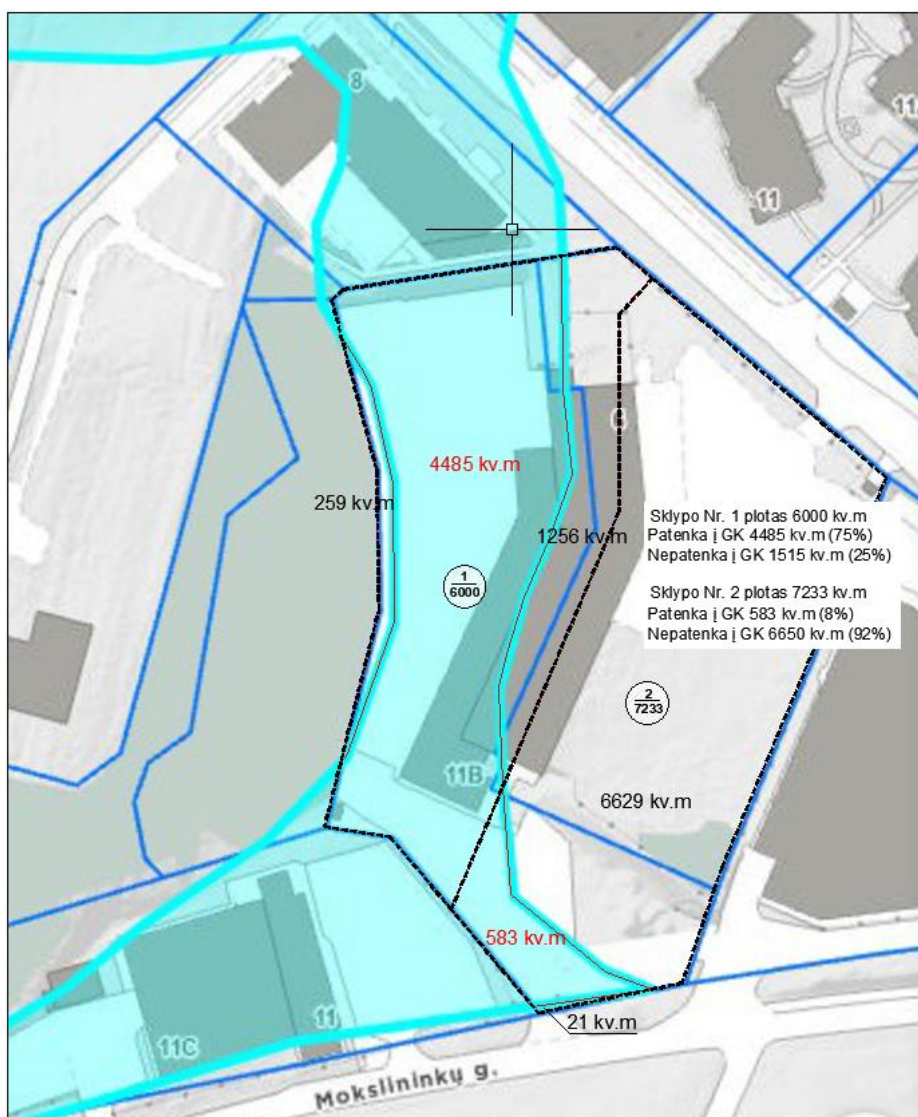 8
11
11
4485 kv.m
6
259 kv.m
1256 kv.m
Sklypo Nr. 1 plotas 6000 kv.m
Patenka į GK 4485 kv.m (75%)
Nepatenka į GK 1515 kv.m (25%)
Sklypo Nr. 2 plotas 7233 kv.m
Patenka į GK 583 kv.m (8%)
Nepatenka į GK 6650 kv.m (92%)
1
6000
2
7233
11B
6629 kv.m
583 kv.m
21 kv.m
11
11C
Mokslininkų g.